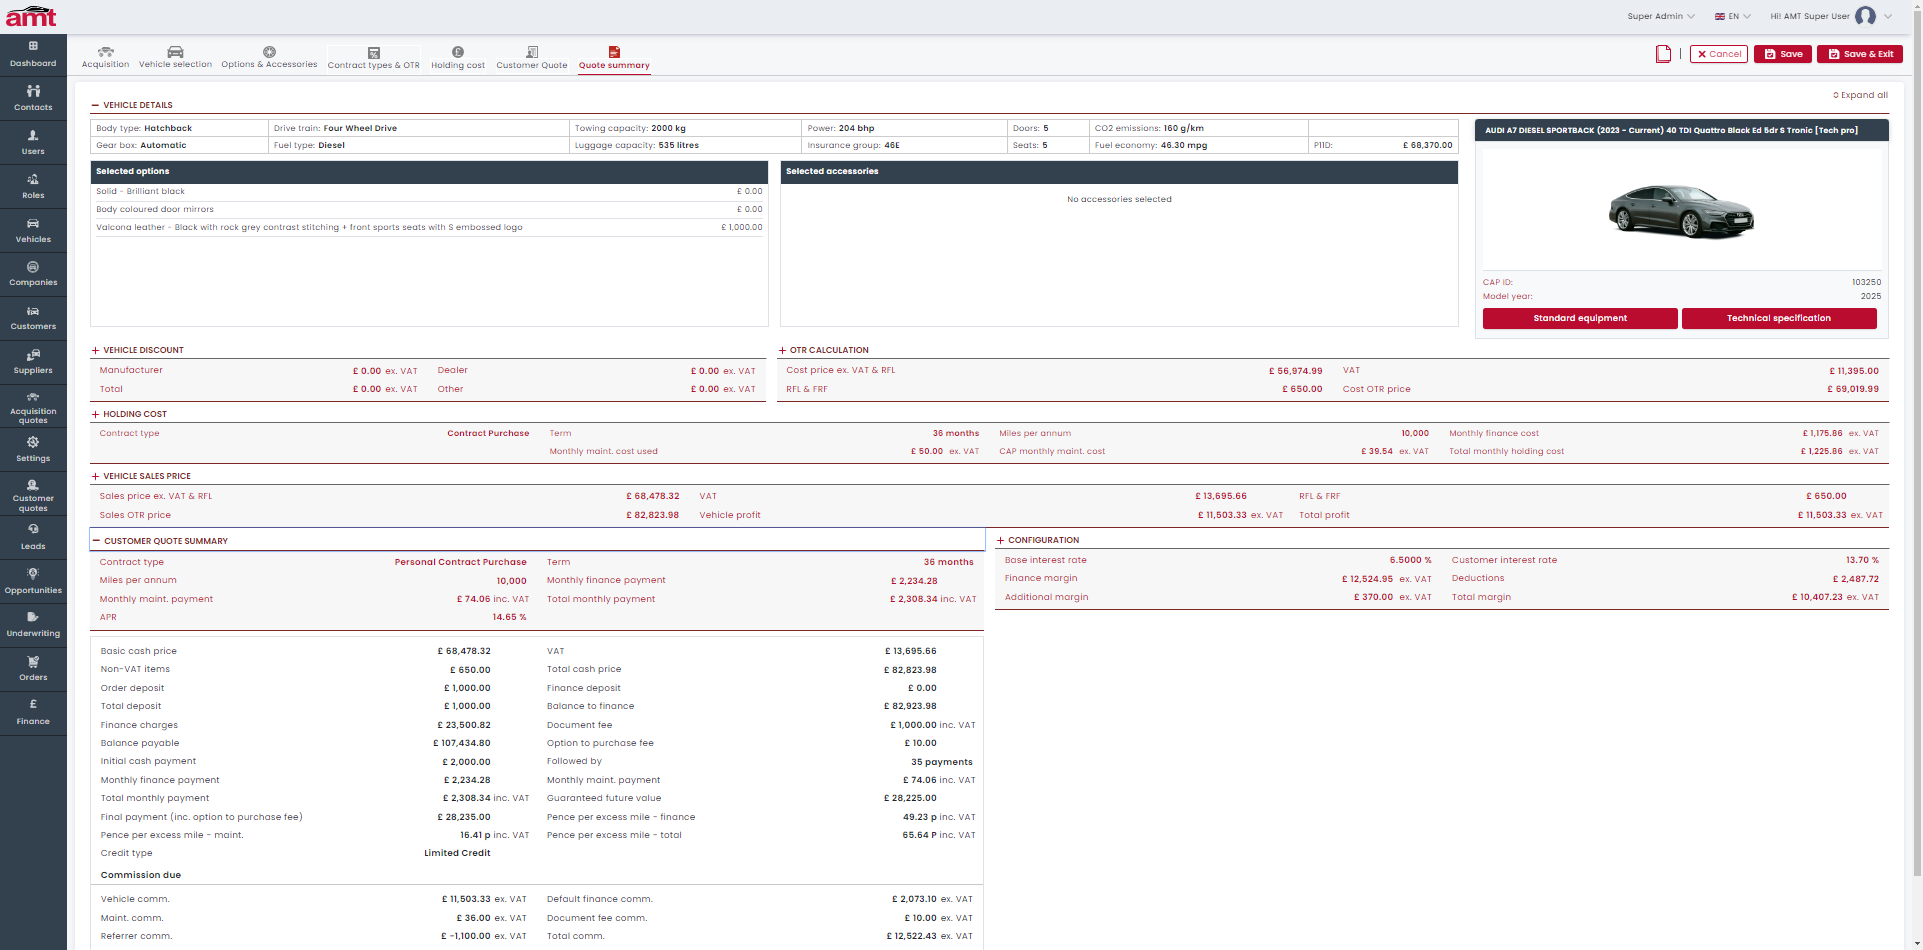 amt
Super Admin
EN
Hi! AMT Super User
Dashboard
Contacts
Users
Roles
Vehicles
Companies
Customers
Suppliers
Acquisition
quotes
Settings
Customer
quotes
Leads
Opportunities
Underwriting
Orders
Finance
Acquisition
Vehicle selection
Options & Accessories
Contract types & OTR
Holding cost
Customer Quote
Quote summary
Cancel
Save
Save & Exit
Expand all
VEHICLE DETAILS
Body type: Hatchback Drive train: Four Wheel Drive Towing capacity: 2000 kg Power: 204 bhp Doors: 5 CO2 emissions: 160 g/km
Gear box: Automatic Fuel type: Diesel Luggage capacity: 535 litres Insurance group: 46E Seats: 5 Fuel economy: 46.30 mpg P11D: £ 68,370.00
Selected options
Solid - Brilliant black £ 0.00
Body coloured door mirrors £ 0.00
Valcona leather - Black with rock grey contrast stitching + front sports seats with S embossed logo £ 1,000.00
Selected accessories
No accessories selected
AUDI A7 DIESEL SPORTBACK (2023 - Current) 40 TDI Quattro Black Ed 5dr S Tronic [Tech pro]
CAP ID: 103250
Model year: 2025
Standard equipment
Technical specification
VEHICLE DISCOUNT
Manufacturer £ 0.00 ex. VAT Dealer £ 0.00 ex. VAT
Total £ 0.00 ex. VAT Other £ 0.00 ex. VAT
OTR CALCULATION
Cost price ex. VAT & RFL £ 56,974.99 VAT £ 11,395.00
RFL & FRF £ 650.00 Cost OTR price £ 69,019.99
HOLDING COST
Contract type Contract Purchase Term 36 months Miles per annum 10,000 Monthly finance cost £ 1,175.86 ex. VAT
Monthly maint. cost used £ 50.00 ex. VAT CAP monthly maint. cost £ 39.54 ex. VAT Total monthly holding cost £ 1,225.86 ex. VAT
VEHICLE SALES PRICE
Sales price ex. VAT & RFL £ 68,478.32 VAT £ 13,695.66 RFL & FRF £ 650.00
Sales OTR price £ 82,823.98 Vehicle profit £ 11,503.33 ex. VAT Total profit £ 11,503.33 ex. VAT
CUSTOMER QUOTE SUMMARY
Contract type Personal Contract Purchase Term 36 months
Miles per annum 10,000 Monthly finance payment £ 2,234.28
Monthly maint. payment £ 74.06 inc. VAT Total monthly payment £ 2,308.34 inc. VAT
APR 14.65 %
CONFIGURATION
Base interest rate 6.5000 % Customer interest rate 13.70 %
Finance margin £ 12,524.95 ex. VAT Deductions £ 2,487.72
Additional margin £ 370.00 ex. VAT Total margin £ 10,407.23 ex. VAT
Basic cash price £ 68,478.32 VAT £ 13,695.66
Non-VAT items £ 650.00 Total cash price £ 82,823.98
Order deposit £ 1,000.00 Finance deposit £ 0.00
Total deposit £ 1,000.00 Balance to finance £ 82,923.98
Finance charges £ 23,500.82 Document fee £ 1,000.00 inc. VAT
Balance payable £ 107,434.80 Option to purchase fee £ 10.00
Initial cash payment £ 2,000.00 Followed by 35 payments
Monthly finance payment £ 2,234.28 Monthly maint. payment £ 74.06 inc. VAT
Total monthly payment £ 2,308.34 inc. VAT Guaranteed future value £ 28,225.00
Final payment (inc. option to purchase fee) £ 28,235.00 Pence per excess mile - finance 49.23 p inc. VAT
Pence per excess mile - maint. 16.41 p inc. VAT Pence per excess mile - total 65.64 P inc. VAT
Credit type Limited Credit
Commission due
Vehicle comm. £ 11,503.33 ex. VAT Default finance comm. £ 2,073.10 ex. VAT
Maint. comm. £ 36.00 ex. VAT Document fee comm. £ 10.00 ex. VAT
Referrer comm. £ -1,100.00 ex. VAT Total comm. £ 12,522.43 ex. VAT